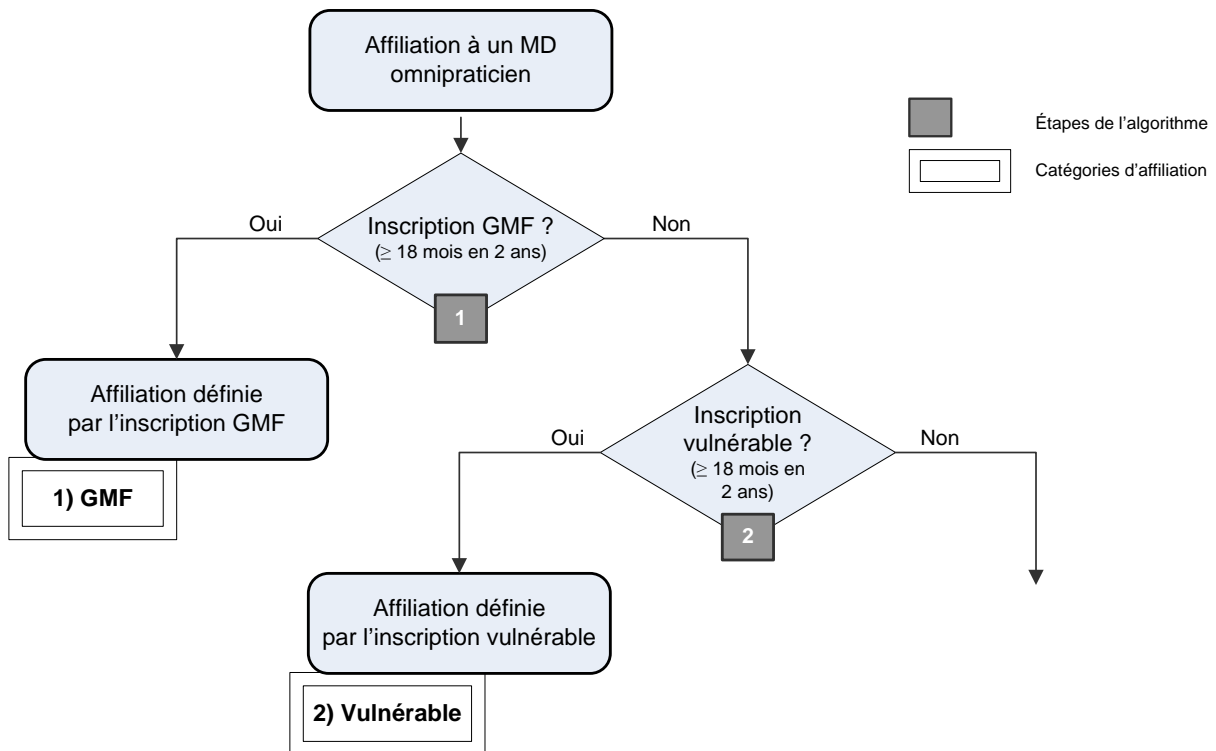 Affiliation à un MD
omnipraticien
Étapes de l’algorithme
Catégories d’affiliation
Oui
Inscription GMF ?
(≥ 18 mois en 2 ans)
Non
1
Affiliation définie
par l’inscription GMF
1) GMF
Oui
Inscription
vulnérable ?
(≥ 18 mois en
2 ans)
Non
2
Affiliation définie
par l’inscription vulnérable
2) Vulnérable